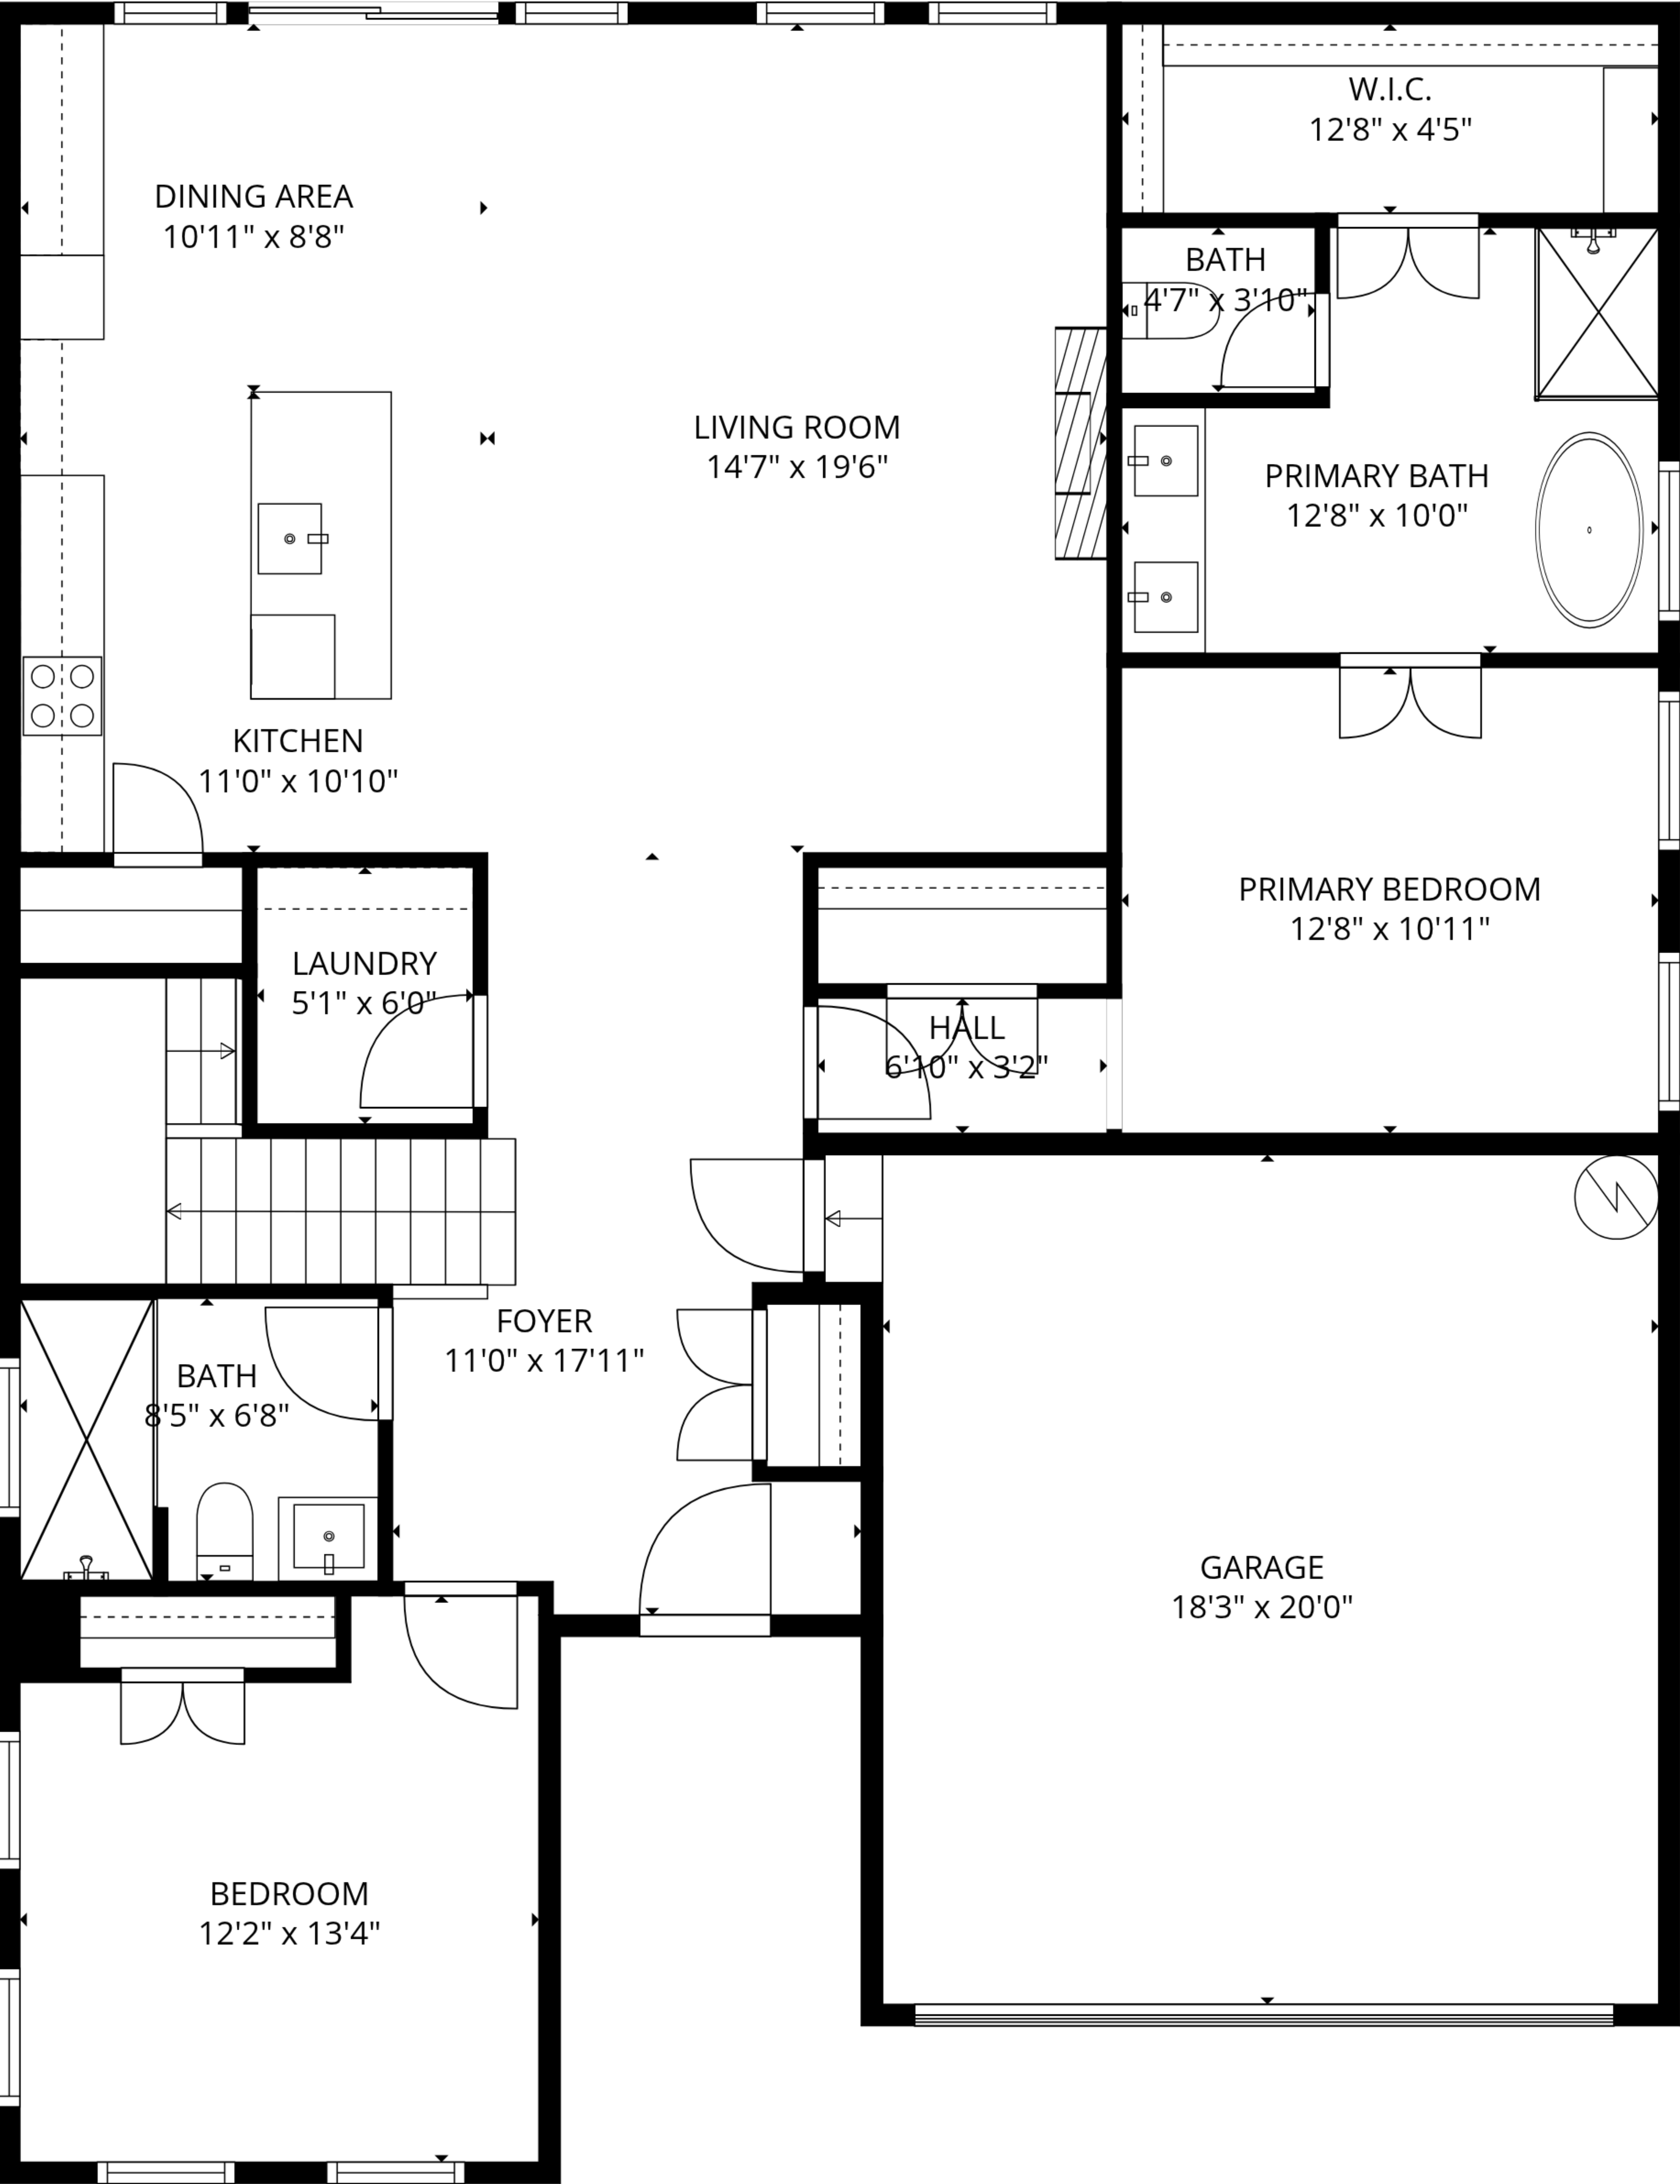 W.I.C.
12'8" x 4'5"
DINING AREA
10'11" x 8'8"
BATH
4'7" x 3'10"
LIVING ROOM
14'7" x 19'6"
PRIMARY BATH
12'8" x 10'0"
KITCHEN
11'0" x 10'10"
PRIMARY BEDROOM
12'8" x 10'11"
LAUNDRY
5'1" x 6'0"
HALL
6'10" x 3'2"
FOYER
11'0" x 17'11"
BATH
8'5" x 6'8"
GARAGE
18'3" x 20'0"
BEDROOM
12'2" x 13'4"